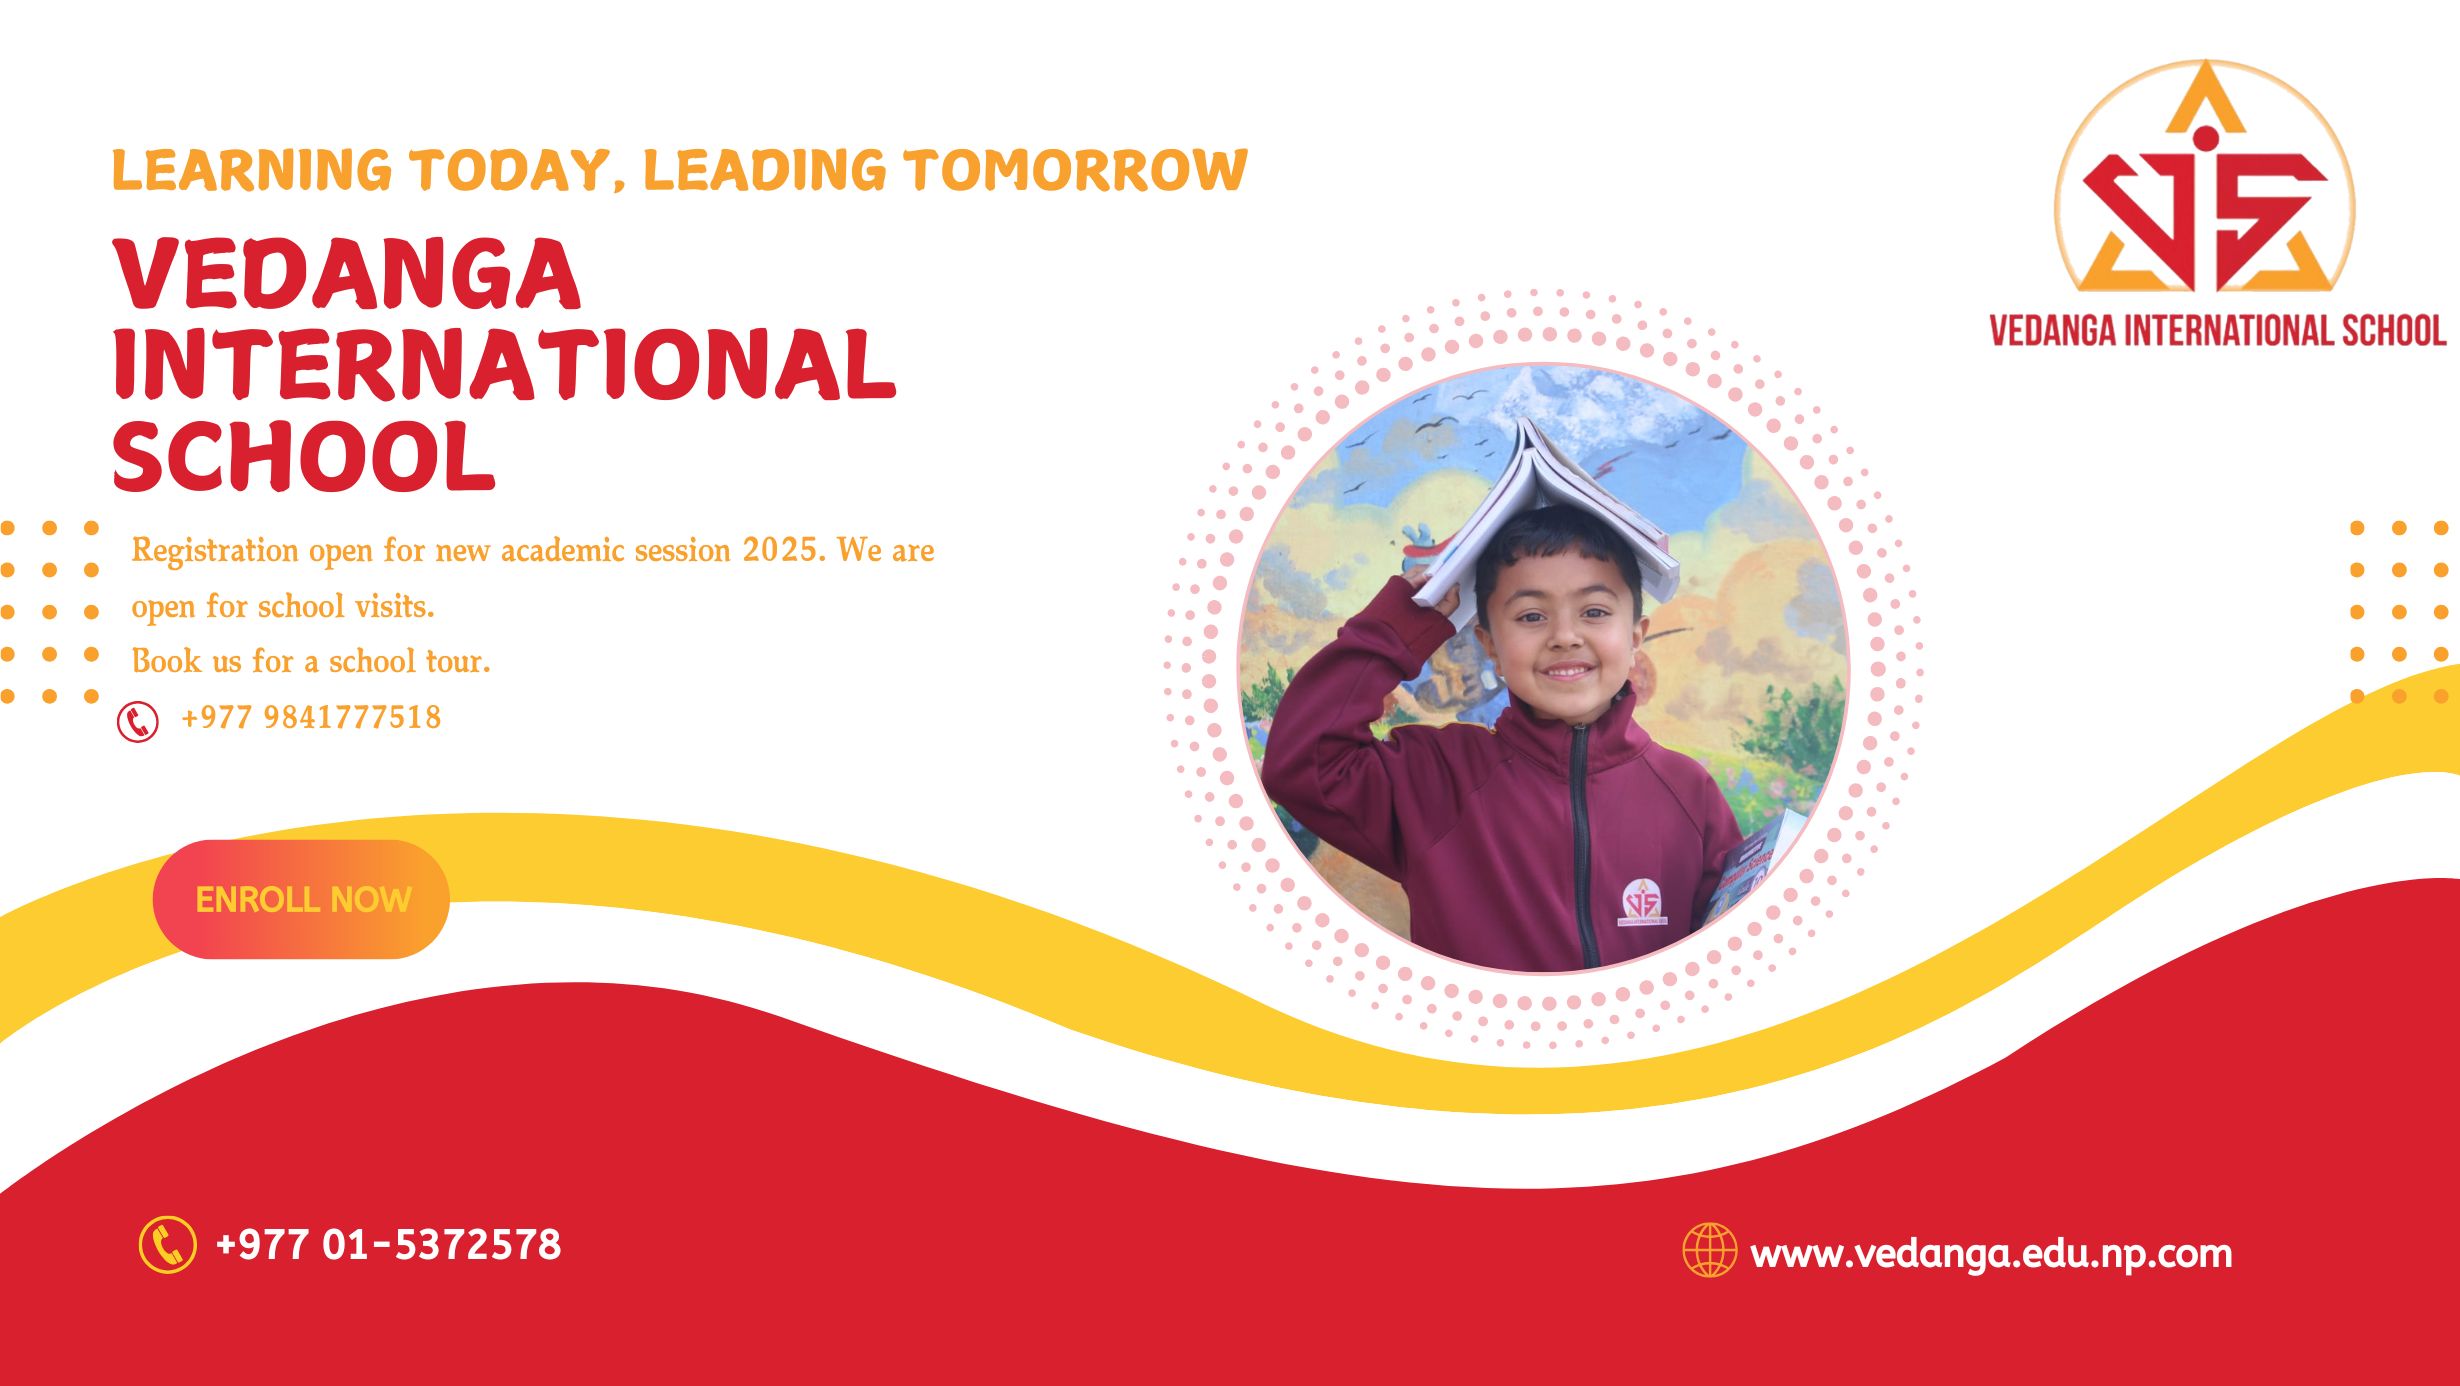 LEARNING TODAY, LEADING TOMORROW
VEDANGA
INTERNATIONAL
SCHOOL
Registration open for new academic session 2025. We are
open for school visits.
Book us for a school tour.
+977 9841777518
ENROLL NOW
VIS
VEDANGA INTERNATIONAL SCHOOL
+977 01-5372578
www.vedanga.edu.np.com